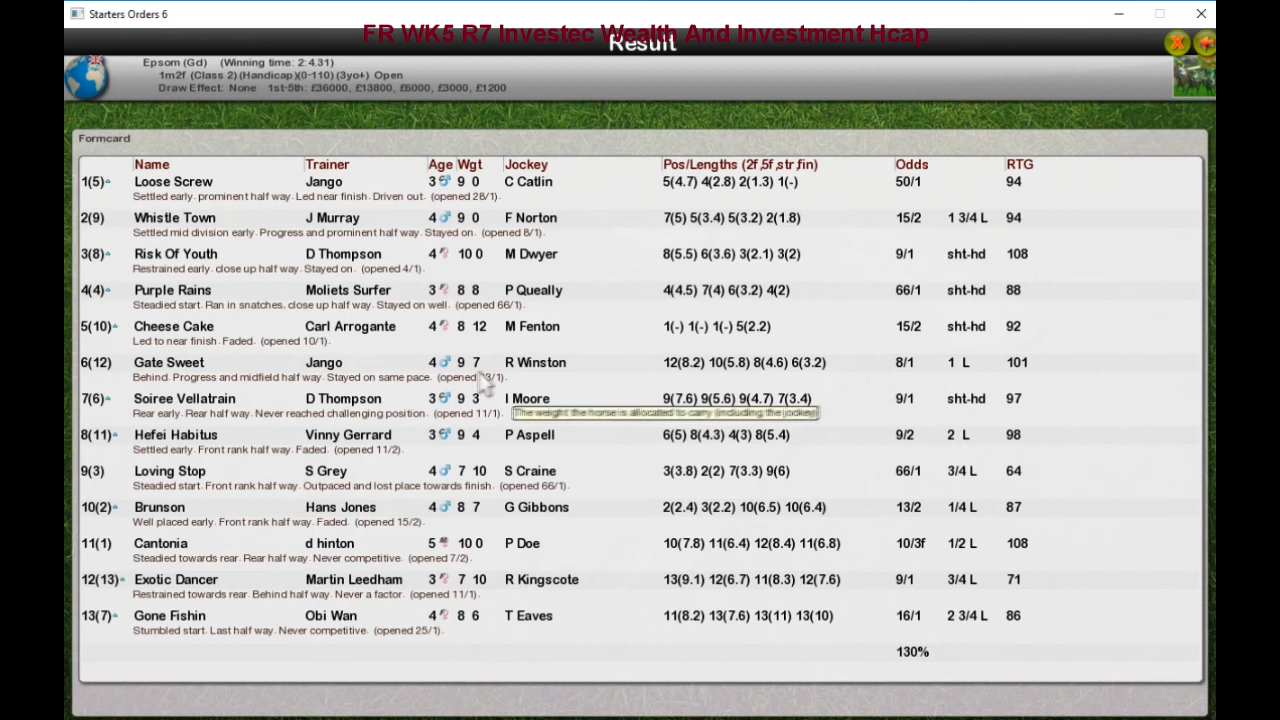 Starters Orders 6
FR WK5 R7 Investec Wealth And Investment Hcap
Result
Epsom (Gd) (Winning time: 2:4.31)
1m2f (Class 2)(Handicap)(0-110)(3yo+) Open
Draw Effect: None 1st-5th: £36000, £13800, £6000, £3000, £1200
Formcard
Name Trainer Age Wgt Jockey Pos/Lengths (2f,5f,str,fin) Odds RTG
1(5) Loose Screw Jango 3 9 0 C Catlin 5(4.7) 4(2.8) 2(1.3) 1(-) 50/1 94
Settled early. prominent half way. Led near finish. Driven out. (opened 28/1).
2(9) Whistle Town J Murray 4 9 0 F Norton 7(5) 5(3.4) 5(3.2) 2(1.8) 15/2 1 3/4 L 94
Settled mid division early. Progress and prominent half way. Stayed on. (opened 8/1).
3(8) Risk Of Youth D Thompson 4 10 0 M Dwyer 8(5.5) 6(3.6) 3(2.1) 3(2) 9/1 sht-hd 108
Restrained early. close up half way. Stayed on. (opened 4/1).
4(4) Purple Rains Moliets Surfer 3 8 8 P Queally 4(4.5) 7(4) 6(3.2) 4(2) 66/1 sht-hd 88
Steadied start. Ran in snatches, close up half way. Stayed on well. (opened 66/1).
5(10) Cheese Cake Carl Arrogante 4 8 12 M Fenton 1(-) 1(-) 1(-) 5(2.2) 15/2 sht-hd 92
Led to near finish. Faded. (opened 10/1).
6(12) Gate Sweet Jango 4 9 7 R Winston 12(8.2) 10(5.8) 8(4.6) 6(3.2) 8/1 1 L 101
Behind. Progress and midfield half way. Stayed on same pace. (opened 3/1).
7(6) Soiree Vellatrain D Thompson 3 9 3 I Moore 9(7.6) 9(5.6) 9(4.7) 7(3.4) 9/1 sht-hd 97
Rear early. Rear half way. Never reached challenging position. (opened 11/1). The weight the horse is allocated to carry (including the jockey)
8(11) Hefei Habitus Vinny Gerrard 3 9 4 P Aspell 6(5) 8(4.3) 4(3) 8(5.4) 9/2 2 L 98
Settled early. Front rank half way. Faded. (opened 11/2).
9(3) Loving Stop S Grey 4 7 10 S Craine 3(3.8) 2(2) 7(3.3) 9(6) 66/1 3/4 L 64
Steadied start. Front rank half way. Outpaced and lost place towards finish. (opened 66/1).
10(2) Brunson Hans Jones 4 8 7 G Gibbons 2(2.4) 3(2.2) 10(6.5) 10(6.4) 13/2 1/4 L 87
Well placed early. Front rank half way. Faded. (opened 15/2).
11(1) Cantonia d hinton 5 10 0 P Doe 10(7.8) 11(6.4) 12(8.4) 11(6.8) 10/3f 1/2 L 108
Steadied towards rear. Rear half way. Never competitive. (opened 7/2).
12(13) Exotic Dancer Martin Leedham 3 7 10 R Kingscote 13(9.1) 12(6.7) 11(8.3) 12(7.6) 9/1 3/4 L 71
Restrained towards rear. Behind half way. Never a factor. (opened 11/1).
13(7) Gone Fishin Obi Wan 4 8 6 T Eaves 11(8.2) 13(7.6) 13(11) 13(10) 16/1 2 3/4 L 86
Stumbled start. Last half way. Never competitive. (opened 25/1).
130%